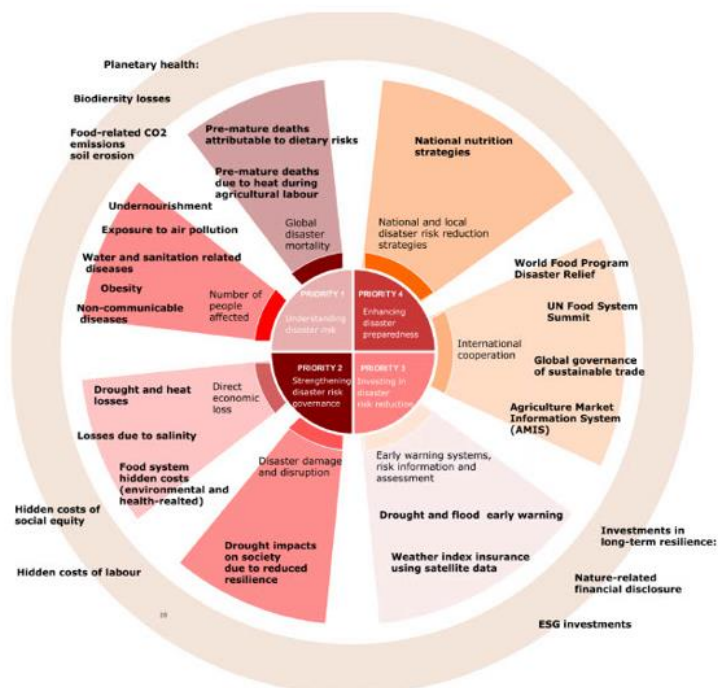 Planetary health:
Biodiersity losses
Food-related CO2
emissions
soil erosion
Pre-mature deaths
attributable to dietary risks
Pre-mature deaths
due to heat during
agricultural labour
Global
disaster
mortality
National nutrition
strategies
National and local
disatser risk reduction
strategies
Undernourishment
Exposure to air pollution
Water and sanitation related
diseases
Obesity
Non-communicable
diseases
Number of
people
affected
PRIORITY 1
Understanding
disaster risk
PRIORITY 4
Enhancing
disaster
preparedness
World Food Program
Disaster Relief
UN Food System
Summit
Global governance
of sustainable trade
Agriculture Market
Information System
(AMIS)
International
cooperation
PRIORITY 2
Strengthening
disaster risk
governance
PRIORITY 3
Investing in
disaster
risk reduction
Drought and heat
losses
Losses due to salinity
Food system
hidden costs
(environmental and
health-realted)
Direct
economic
loss
Disaster damage
and disruption
Drought impacts
on society
due to reduced
resilience
Early warning systems,
risk information and
assessment
Drought and flood early warning
Weather index insurance
using satellite data
Hidden costs of
social equity
Hidden costs of labour
Investments in
long-term resilience:
Nature-related
financial disclosure
ESG investments